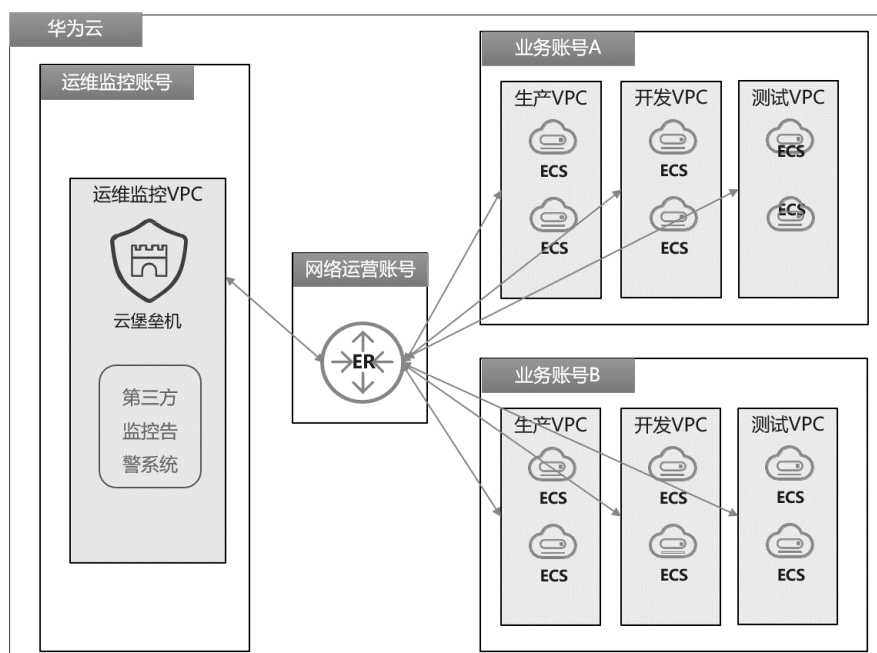 华为云
运维监控账号
运维监控VPC
云堡垒机
第三方
监控告
警系统
网络运营账号
ER
业务账号A
生产VPC
ECS
ECS
开发VPC
ECS
ECS
测试VPC
ECS
ECS
业务账号B
生产VPC
ECS
ECS
开发VPC
ECS
ECS
测试VPC
ECS
ECS